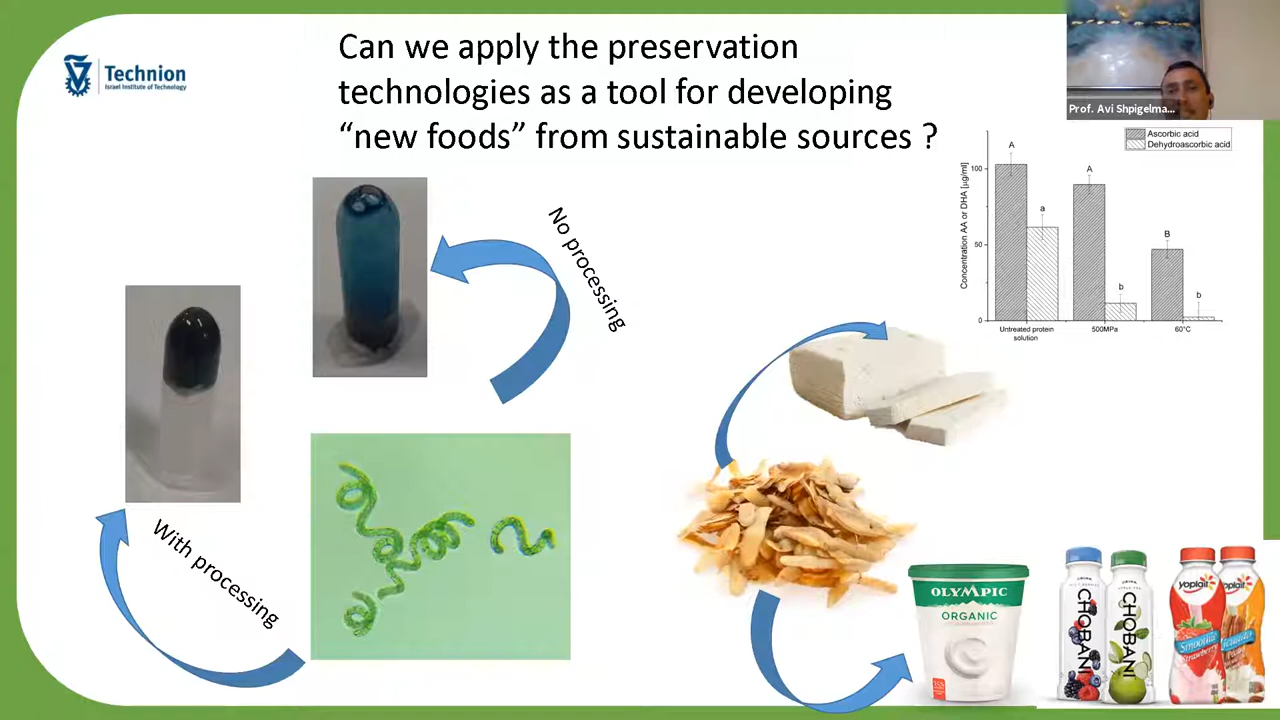 Can we apply the preservation
technologies as a tool for developing
“new foods” from sustainable sources ?
Technion
Israel Institute of Technology
Prof. Avi Shpigelma...
Ascorbic acid
Dehydroascorbic acid
Concentration AA or DHA [µg/ml]
100
50
0
A
a
A
b
B
b
Untreated protein
solution
500MPa
60°C
No processing
With processing
OLYMPIC
ORGANIC
CHOBANI
CHOBANI
yoplait
yoplait
Smoothie
Strawberry